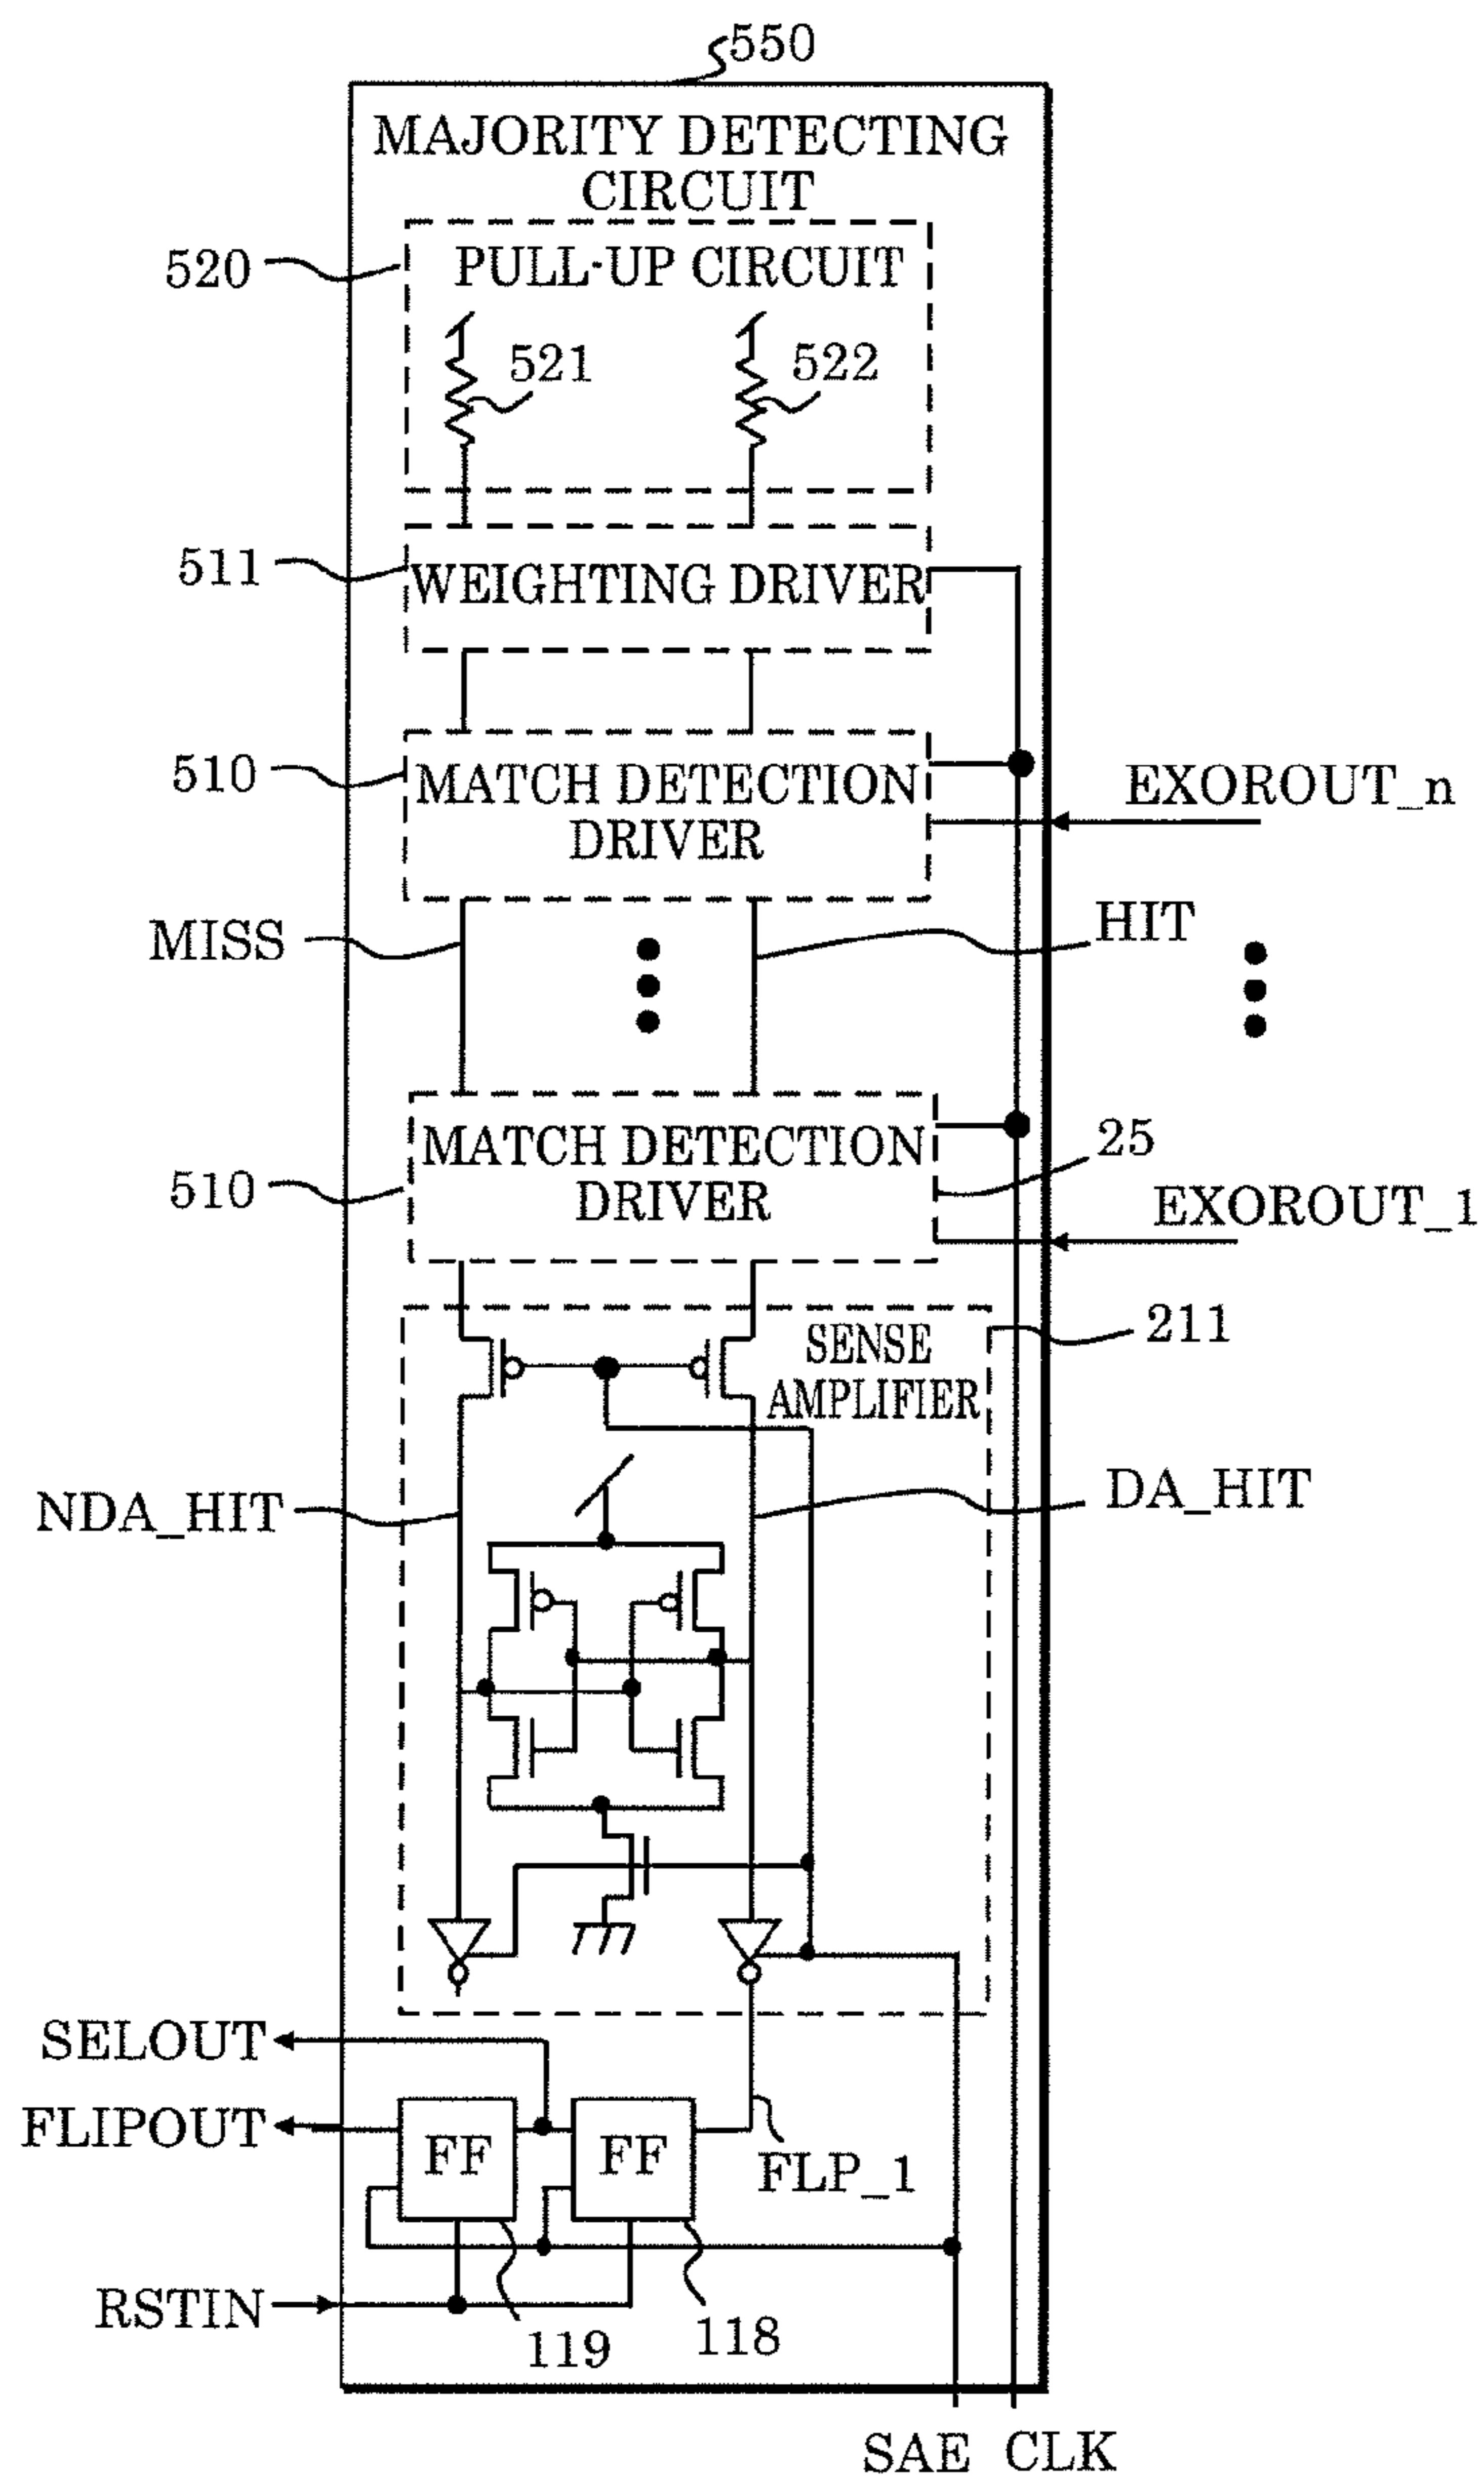 550
MAJORITY DETECTING
CIRCUIT
520
PULL-UP CIRCUIT
521
522
511
WEIGHTING DRIVER
510
MATCH DETECTION
DRIVER
EXOROUT_n
MISS
HIT
510
MATCH DETECTION
DRIVER
25
EXOROUT_1
211
SENSE
AMPLIFIER
NDA_HIT
DA_HIT
SELOUT
FLIPOUT
FF
FF
FLP_1
RSTIN
119
118
SAE
CLK